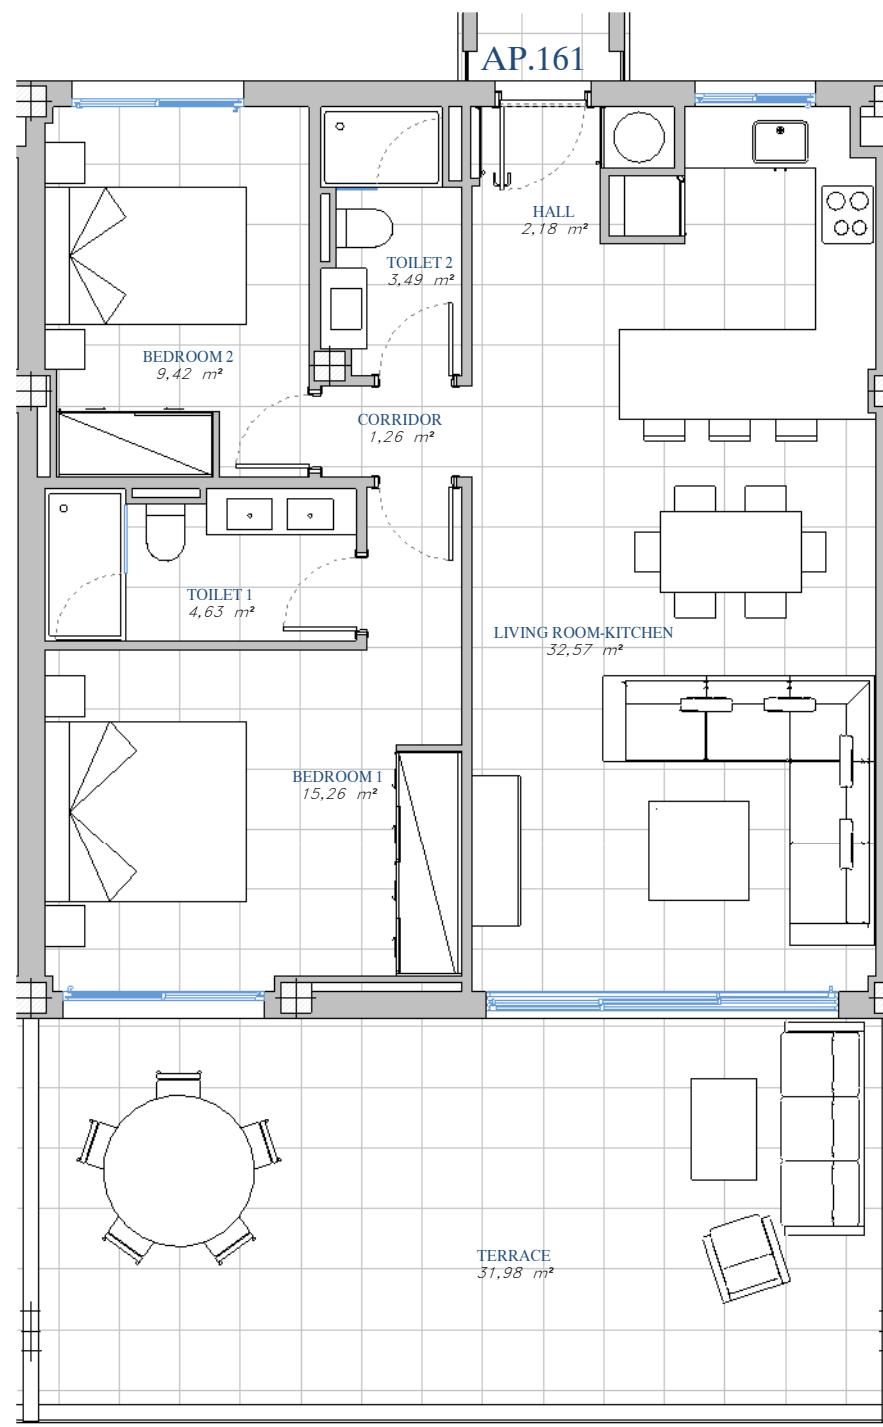 AP.161
HALL
2,18 m²
TOILET 2
3,49 m²
BEDROOM 2
9,42 m²
CORRIDOR
1,26 m²
TOILET 1
4,63 m²
LIVING ROOM-KITCHEN
32,57 m²
BEDROOM 1
15,26 m²
TERRACE
31,98 m²